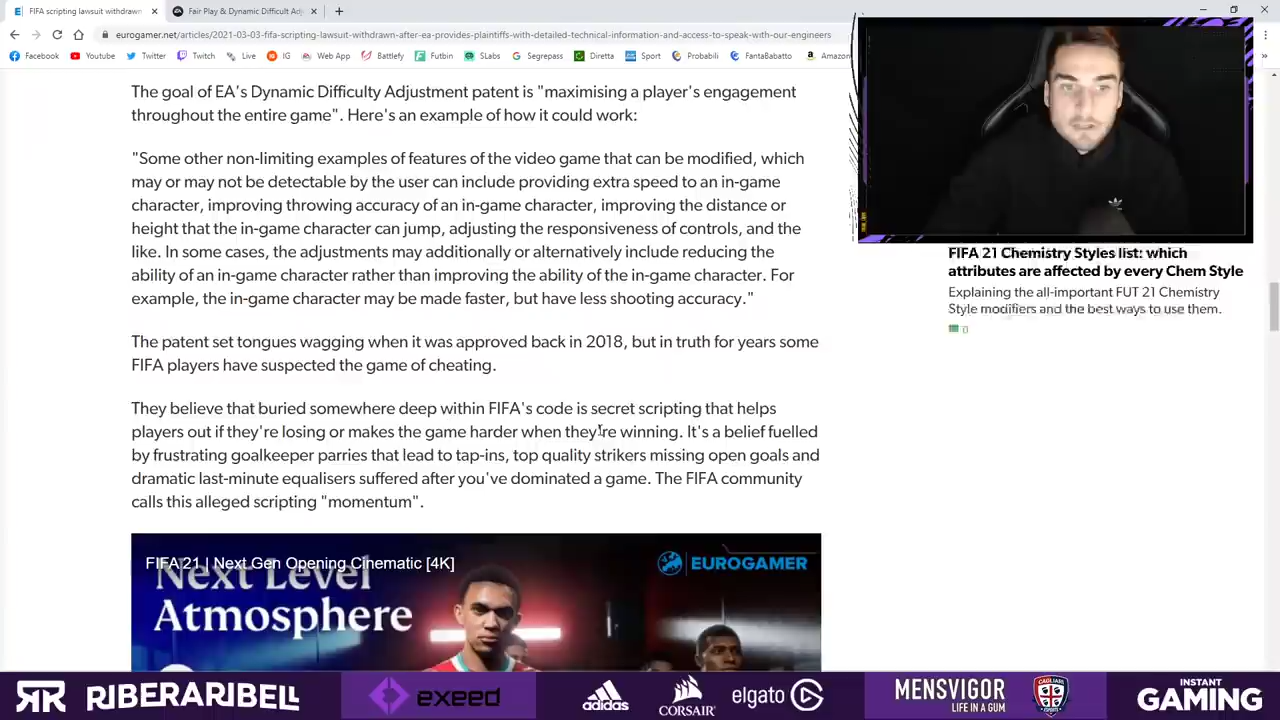 FIFA scripting lawsuit withdrawn
Fair Play & Dynamic Difficulty Adj
eurogamer.net/articles/2021-03-03-fifa-scripting-lawsuit-withdrawn-after-ea-provides-plaintiffs-with-detailed-technical-information-and-access-to-speak-with-our-engineers
Facebook YouTube Twitter Twitch Live IG Web App Battlefy Futbin SLabs Segrepass Diretta Sport Probabili FantaBabatto Amazon
The goal of EA's Dynamic Difficulty Adjustment patent is "maximising a player's engagement
throughout the entire game". Here's an example of how it could work:
"Some other non-limiting examples of features of the video game that can be modified, which
may or may not be detectable by the user can include providing extra speed to an in-game
character, improving throwing accuracy of an in-game character, improving the distance or
height that the in-game character can jump, adjusting the responsiveness of controls, and the
like. In some cases, the adjustments may additionally or alternatively include reducing the
ability of an in-game character rather than improving the ability of the in-game character. For
example, the in-game character may be made faster, but have less shooting accuracy."
The patent set tongues wagging when it was approved back in 2018, but in truth for years some
FIFA players have suspected the game of cheating.
They believe that buried somewhere deep within FIFA's code is secret scripting that helps
players out if they're losing or makes the game harder when they're winning. It's a belief fuelled
by frustrating goalkeeper parries that lead to tap-ins, top quality strikers missing open goals and
dramatic last-minute equalisers suffered after you've dominated a game. The FIFA community
calls this alleged scripting "momentum".
FIFA 21 | Next Gen Opening Cinematic [4K]
EUROGAMER
Next Level
Atmosphere
FIFA 21 Chemistry Styles list: which
attributes are affected by every Chem Style
Explaining the all-important FUT 21 Chemistry
Style modifiers and the best ways to use them.
RR RIBERARIBELL
exeed
adidas
CORSAIR
elgato
MENSVIGOR
LIFE IN A GUM
CAGLIARI
INSTANT
GAMING